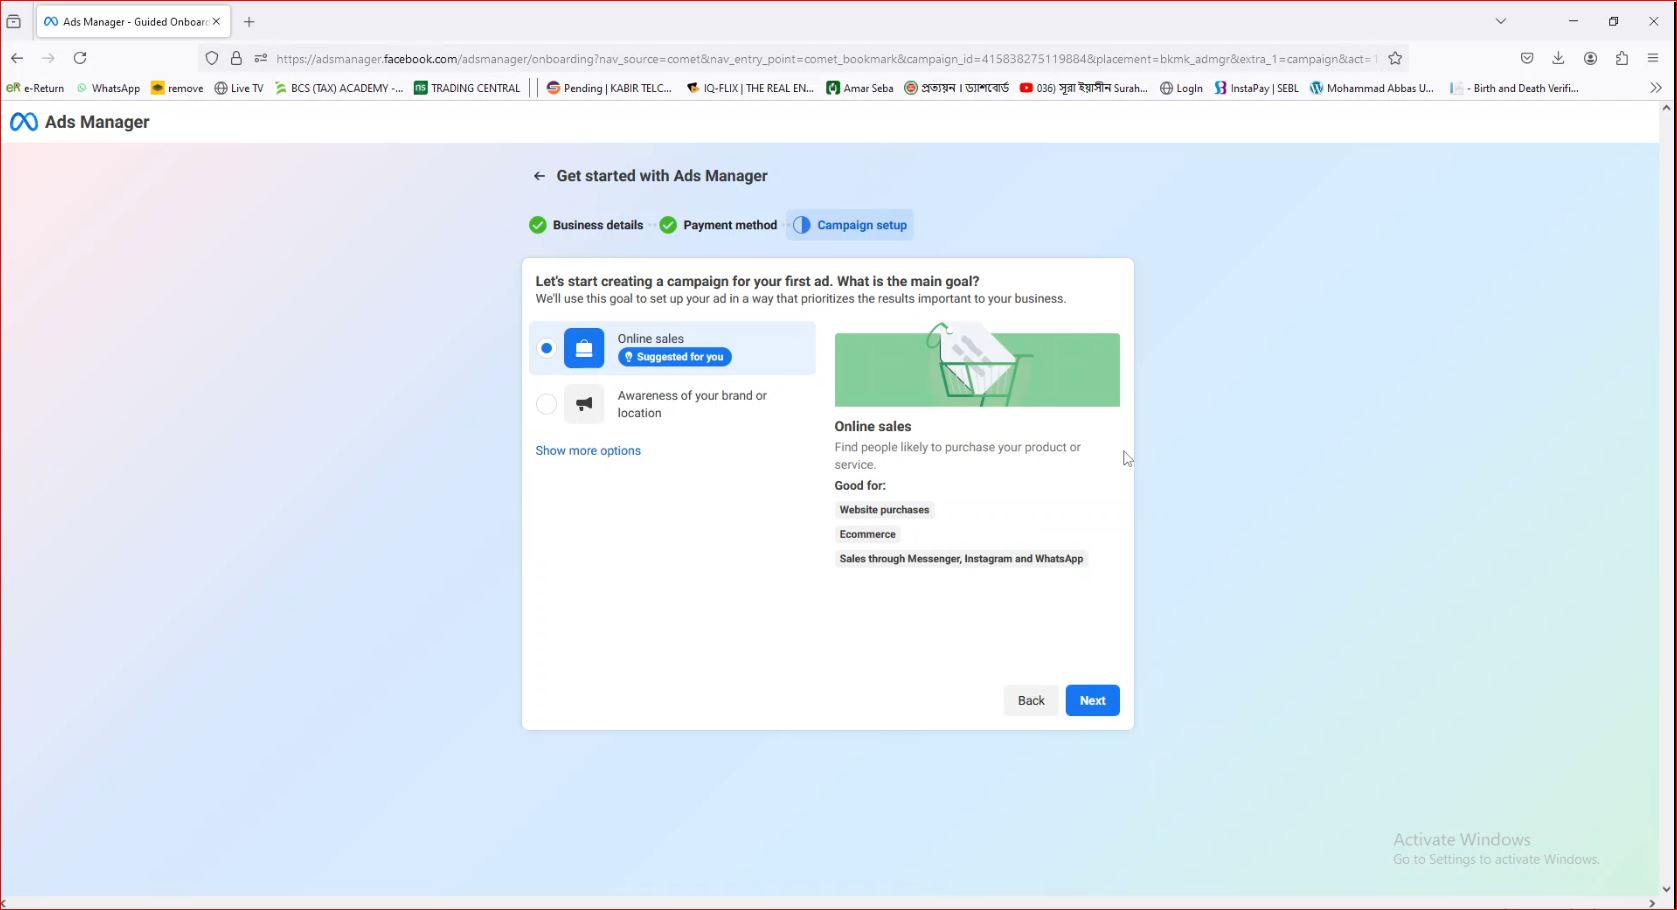 Ads Manager - Guided Onboard
https://adsmanager.facebook.com/adsmanager/onboarding?nav_source=comet&nav_entry_point=comet_bookmark&campaign_id=415838275119884&placement=bkmk_admgr&extra_1=campaign&act=1
e-Return WhatsApp remove Live TV BCS (TAX) ACADEMY -... TRADING CENTRAL Pending | KABIR TELC... IQ-FLIX | THE REAL EN... Amar Seba প্রত্যয়ন । ড্যাশবোর্ড 036) সূরা ইয়াসীন Surah... Login InstaPay | SEBL Mohammad Abbas U... - Birth and Death Verifi...
Ads Manager
Get started with Ads Manager
Business details Payment method Campaign setup
Let's start creating a campaign for your first ad. What is the main goal?
We'll use this goal to set up your ad in a way that prioritizes the results important to your business.
Online sales
Suggested for you
Awareness of your brand or
location
Show more options
Online sales
Find people likely to purchase your product or
service.
Good for:
Website purchases
Ecommerce
Sales through Messenger, Instagram and WhatsApp
Back Next
Activate Windows
Go to Settings to activate Windows.